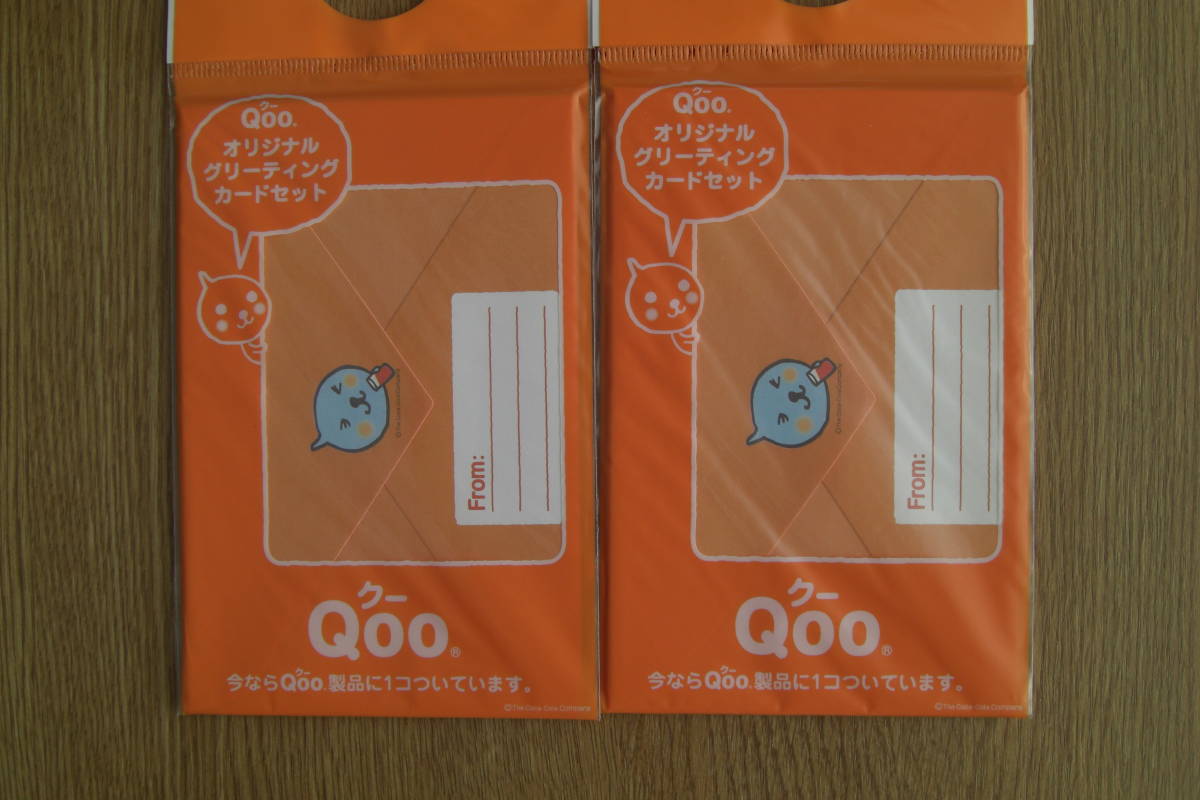 クー
Qoo®
オリジナル
グリーティング
カードセット
From:
クー
Qoo®
クー
今ならQoo®製品に1コついています。
©The Coca-Cola Company
クー
Qoo®
オリジナル
グリーティング
カードセット
From:
クー
Qoo®
クー
今ならQoo®製品に1コついています。
©The Coca-Cola Company